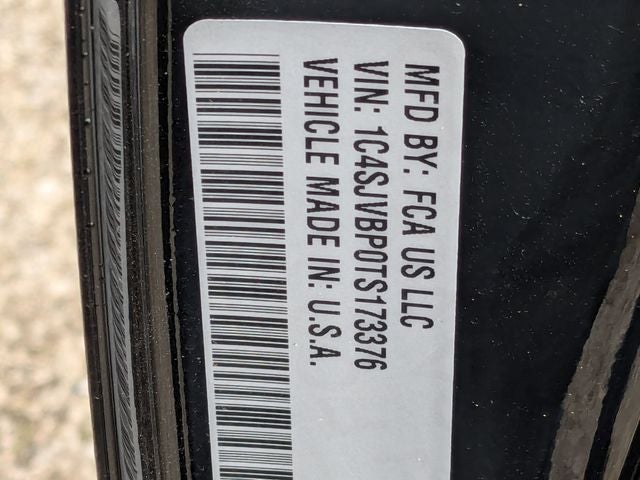 MFD BY: FCA US LLC
VIN: 1C4SJVBP0TS173376
VEHICLE MADE IN: U.S.A.